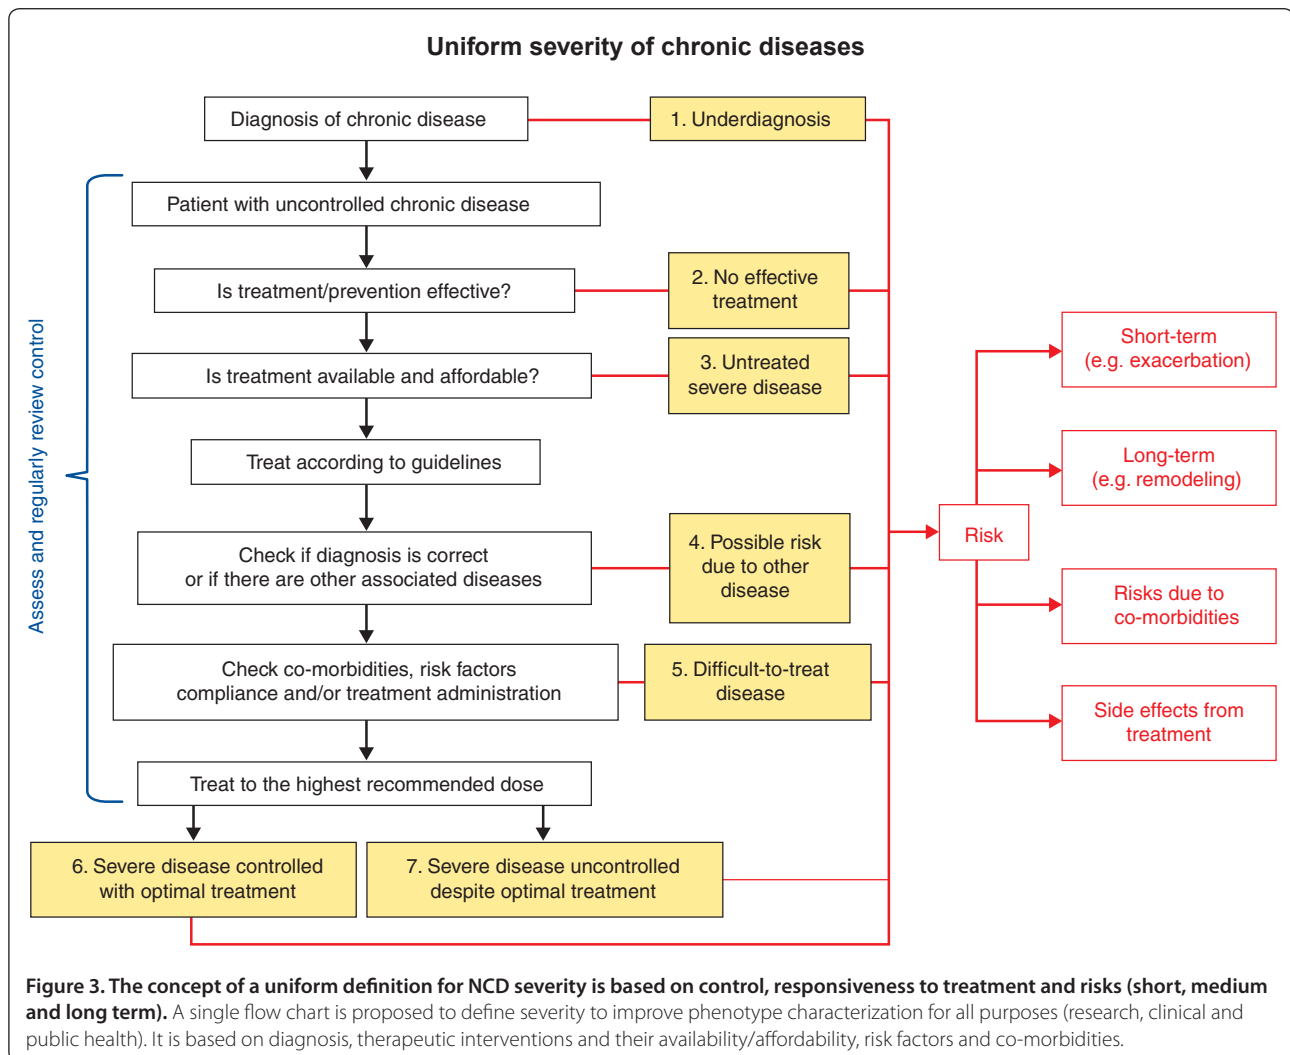 Uniform severity of chronic diseases
Diagnosis of chronic disease
1. Underdiagnosis
Patient with uncontrolled chronic disease
Is treatment/prevention effective?
2. No effective
treatment
Is treatment available and affordable?
3. Untreated
severe disease
Treat according to guidelines
Check if diagnosis is correct
or if there are other associated diseases
4. Possible risk
due to other
disease
Check co-morbidities, risk factors
compliance and/or treatment administration
5. Difficult-to-treat
disease
Treat to the highest recommended dose
6. Severe disease controlled
with optimal treatment
7. Severe disease uncontrolled
despite optimal treatment
Assess and regularly review control
Risk
Short-term
(e.g. exacerbation)
Long-term
(e.g. remodeling)
Risks due to
co-morbidities
Side effects from
treatment
Figure 3. The concept of a uniform definition for NCD severity is based on control, responsiveness to treatment and risks (short, medium
and long term). A single flow chart is proposed to define severity to improve phenotype characterization for all purposes (research, clinical and
public health). It is based on diagnosis, therapeutic interventions and their availability/affordability, risk factors and co-morbidities.